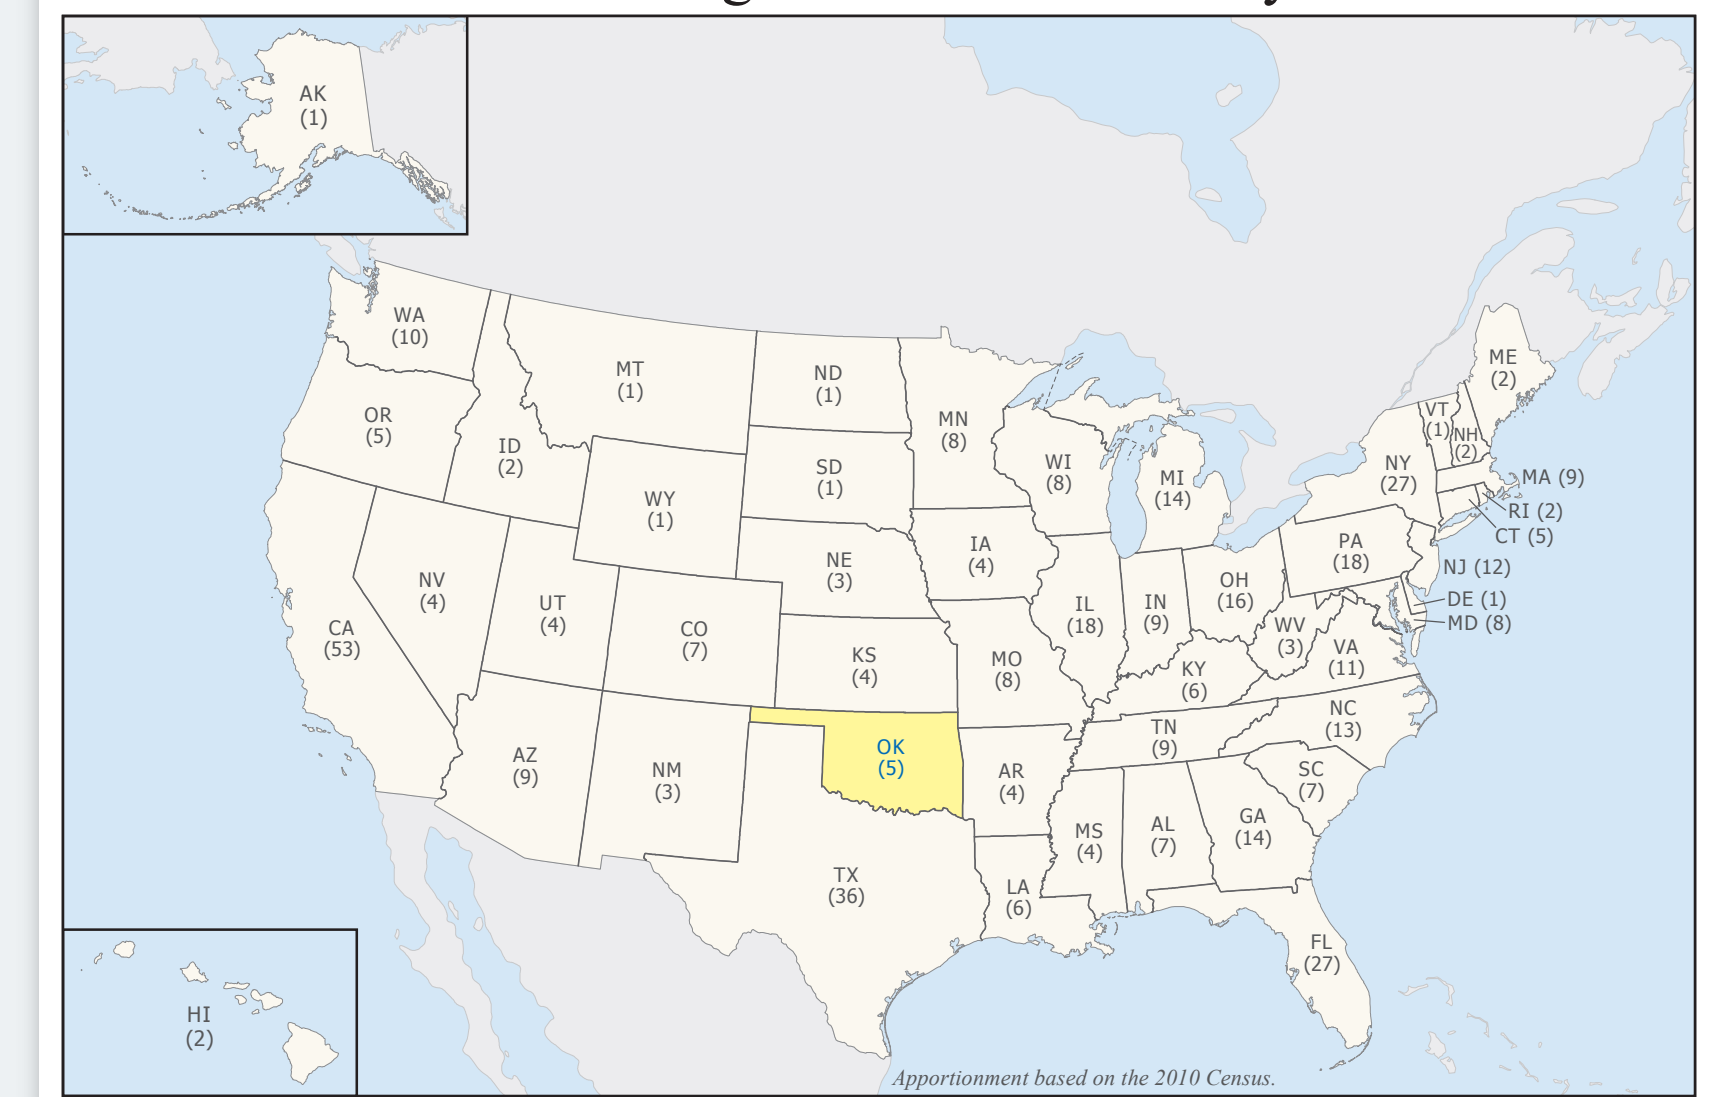 AK
(1)
WA
(10)
MT
(1)
ND
(1)
MN
(8)
ME
(2)
VT
(1)
NH
(2)
OR
(5)
ID
(2)
SD
(1)
WI
(8)
MI
(14)
NY
(27)
MA (9)
RI (2)
CT (5)
WY
(1)
IA
(4)
PA
(18)
NJ (12)
NE
(3)
NV
(4)
UT
(4)
CO
(7)
IL
(18)
IN
(9)
OH
(16)
DE (1)
MD (8)
CA
(53)
KS
(4)
MO
(8)
WV
(3)
VA
(11)
KY
(6)
NC
(13)
TN
(9)
AZ
(9)
NM
(3)
OK
(5)
AR
(4)
SC
(7)
MS
(4)
AL
(7)
GA
(14)
TX
(36)
LA
(6)
FL
(27)
HI
(2)
Apportionment based on the 2010 Census.